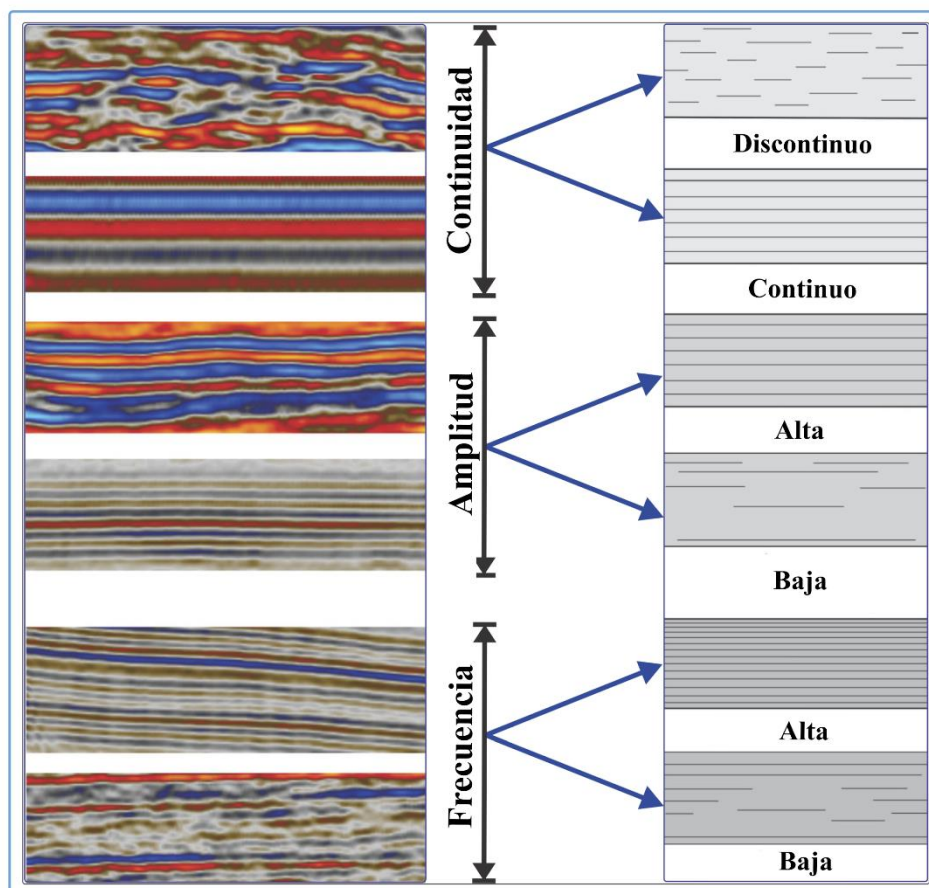 Continuidad
Discontinuo
Continuo
Amplitud
Alta
Baja
Frecuencia
Alta
Baja